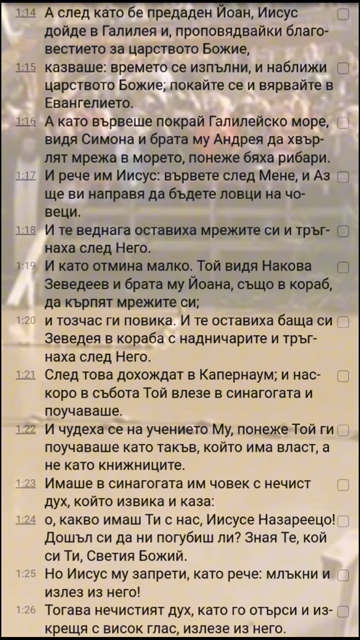 1:14 А след като бе предаден Йоан, Иисус
дойде в Галилея и, проповядвайки благо-
вестието за царството Божие,
1:15 казваше: времето се изпълни, и наближи
царството Божие; покайте се и вярвайте в
Евангелието.
1:16 А като вървеше покрай Галилейско море,
видя Симона и брата му Андрея да хвър-
лят мрежа в морето, понеже бяха рибари.
1:17 И рече им Иисус: вървете след Мене, и Аз
ще ви направя да бъдете ловци на чо-
веци.
1:18 И те веднага оставиха мрежите си и тръг-
наха след Него.
1:19 И като отмина малко. Той видя Накова
Зеведеев и брата му Йоана, също в кораб,
да кърпят мрежите си;
1:20 и тозчас ги повика. И те оставиха баща си
Зеведея в кораба с надничарите и тръг-
наха след Него.
1:21 След това дохождат в Капернаум; и нас-
коро в събота Той влезе в синагогата и
поучаваше.
1:22 И чудеха се на учението Му, понеже Той ги
поучаваше като такъв, който има власт, а
не като книжниците.
1:23 Имаше в синагогата им човек с нечист
дух, който извика и каза:
1:24 о, какво имаш Ти с нас, Иисусе Назареецо!
Дошъл си да ни погубиш ли? Зная Те, кой
си Ти, Светия Божий.
1:25 Но Иисус му запрети, като рече: млъкни и
излез из него!
1:26 Тогава нечистият дух, като го отърси и из-
крещя с висок глас, излезе из него.